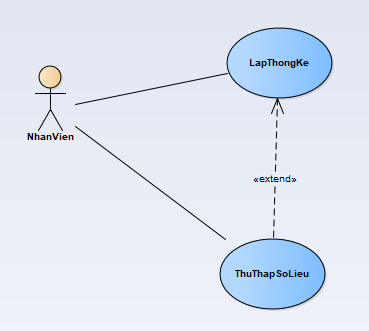 LapThongKe
NhanVien
«extend»
ThuThapSoLieu